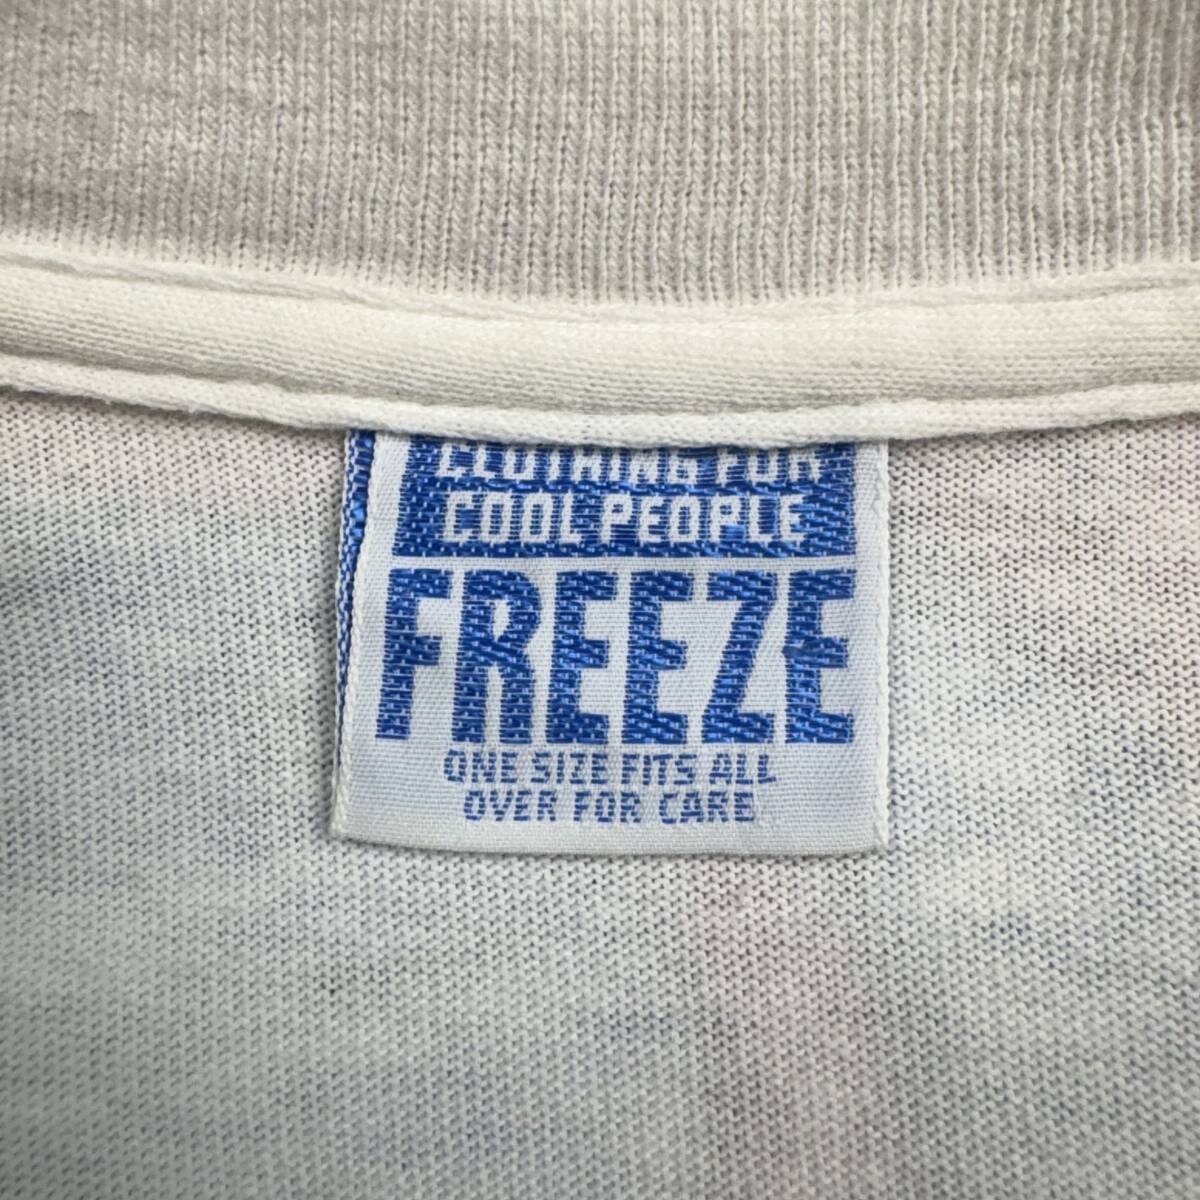 CLOTHING FOR
COOL PEOPLE
FREEZE
ONE SIZE FITS ALL
OVER FOR CARE